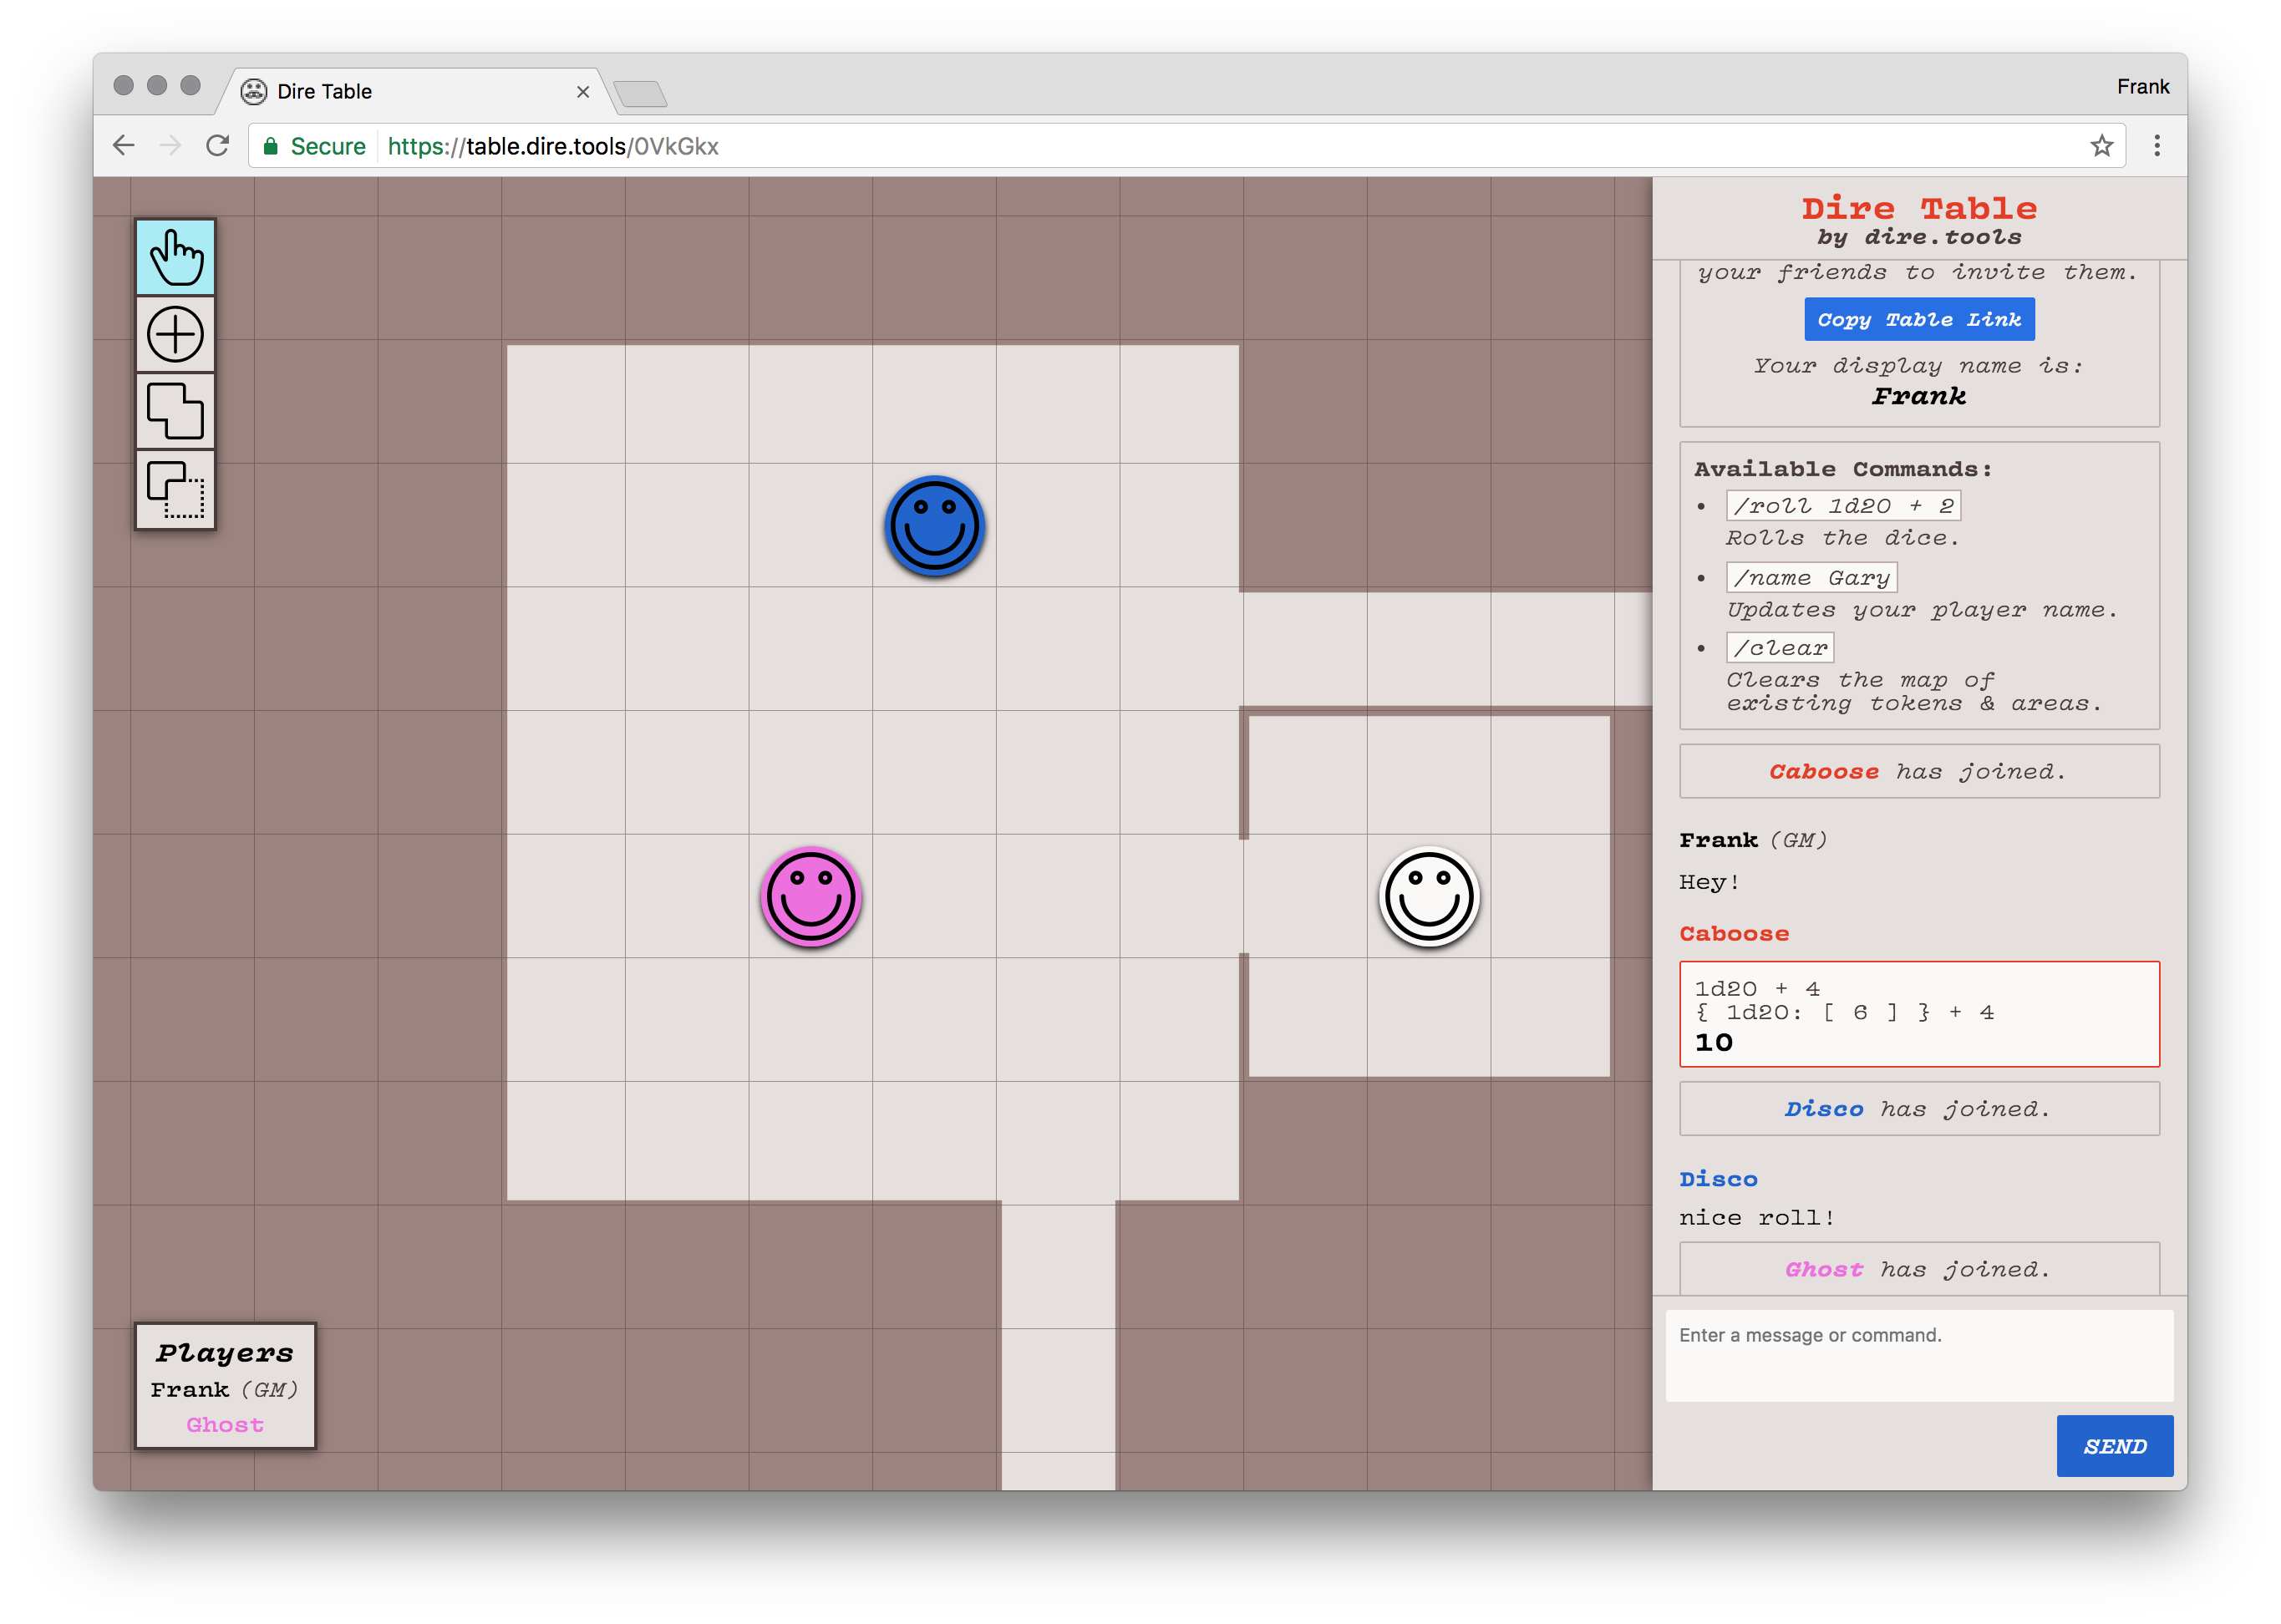 Dire Table
Frank
Secure
https://table.dire.tools/0VkGkx
Dire Table
by dire.tools
your friends to invite them.
Copy Table Link
Your display name is:
Frank
Available Commands:
• /roll 1d20 + 2
Rolls the dice.
• /name Gary
Updates your player name.
• /clear
Clears the map of
existing tokens & areas.
Caboose has joined.
Frank (GM)
Hey!
Caboose
1d20 + 4
{ 1d20: [ 6 ] } + 4
10
Disco has joined.
Disco
nice roll!
Ghost has joined.
Enter a message or command.
SEND
Players
Frank (GM)
Ghost